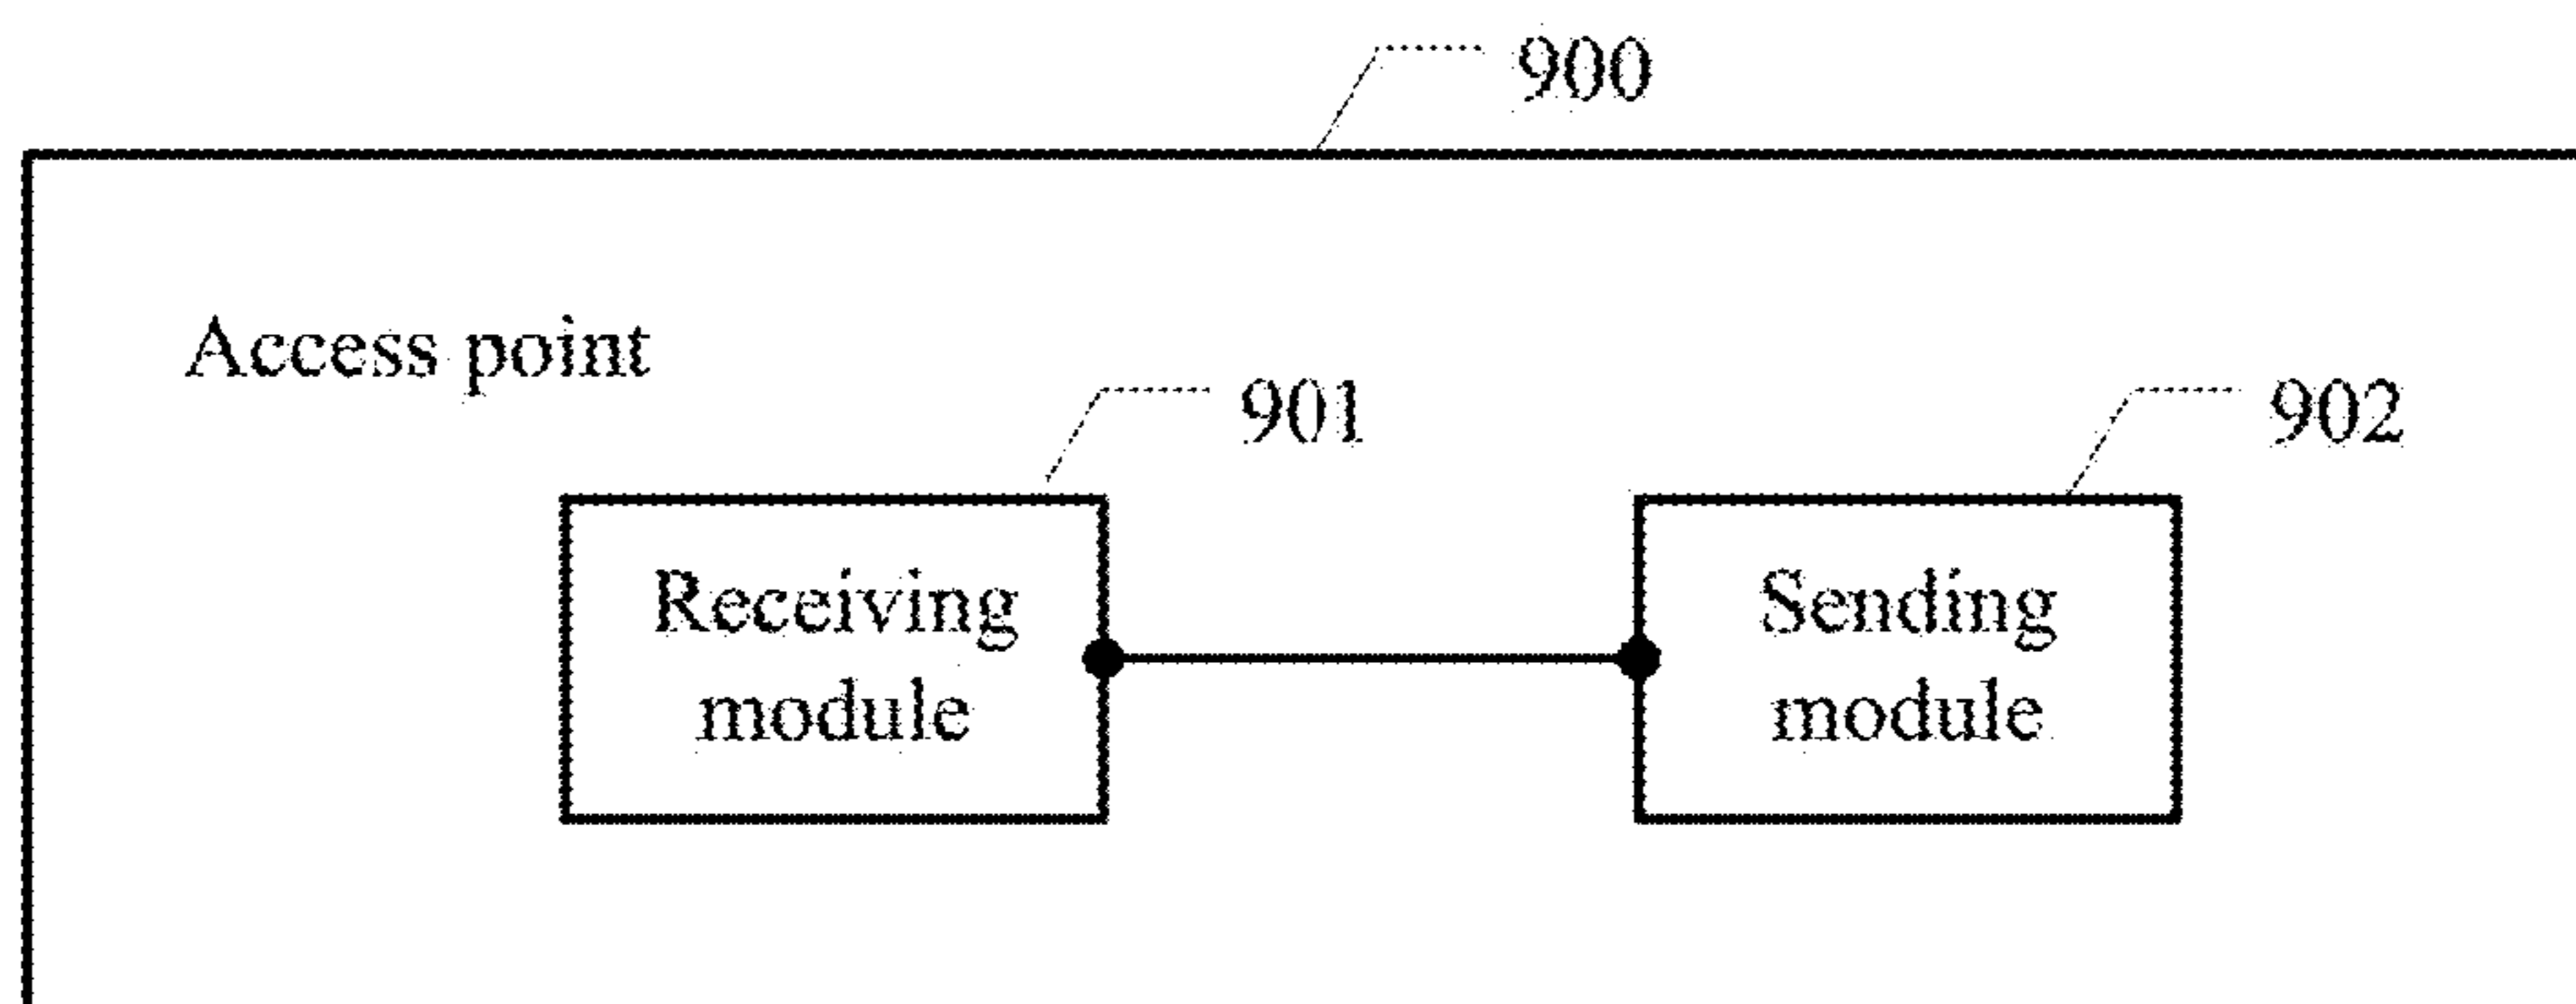 900
Access point
901
902
Receiving
module
Sending
module